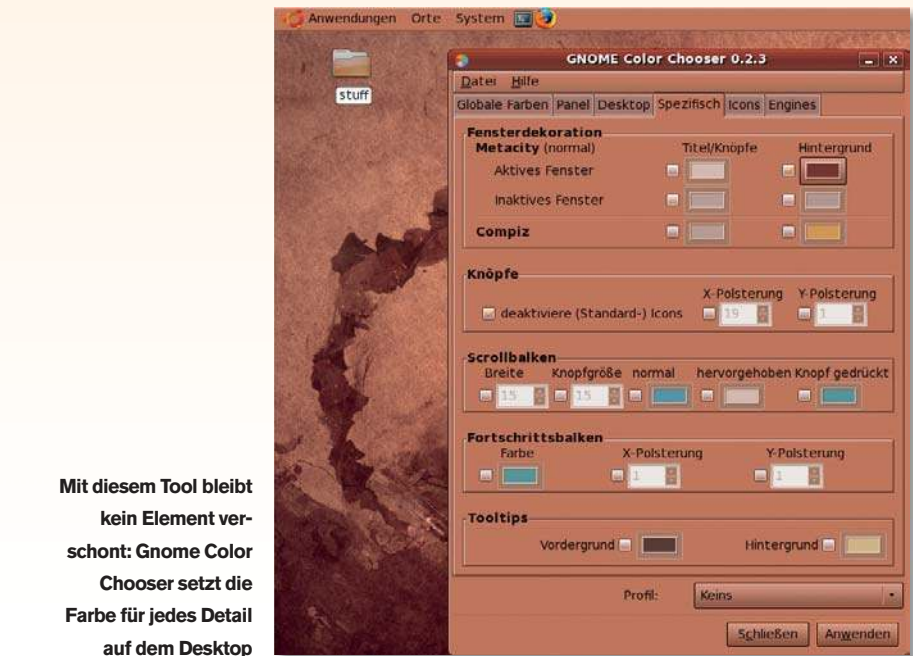 Anwendungen Orte System
stuff
GNOME Color Chooser 0.2.3
Datei Hilfe
Globale Farben Panel Desktop Spezifisch Icons Engines
Fensterdekoration
Metacity (normal) Titel/Knöpfe Hintergrund
Aktives Fenster
Inaktives Fenster
Compiz
Knöpfe
X-Polsterung Y-Polsterung
deaktiviere (Standard-) Icons 19 1
Scrollbalken
Breite Knopfgröße normal hervorgehoben Knopf gedrückt
15 15
Fortschrittsbalken
Farbe X-Polsterung Y-Polsterung
1 1
Tooltips
Vordergrund Hintergrund
Profil: Keins
Schließen Anwenden
Mit diesem Tool bleibt
kein Element ver-
schont: Gnome Color
Chooser setzt die
Farbe für jedes Detail
auf dem Desktop